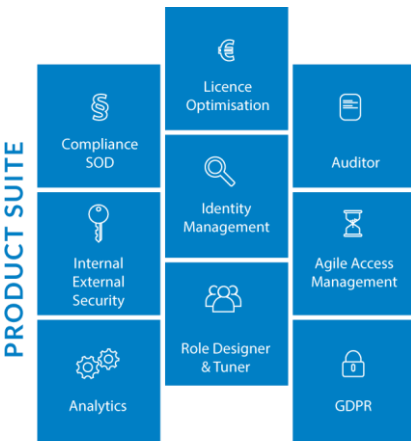 PRODUCT SUITE
€
Licence
Optimisation
§
Compliance
SOD
Auditor
Identity
Management
Internal
External
Security
Agile Access
Management
Role Designer
& Tuner
Analytics
GDPR